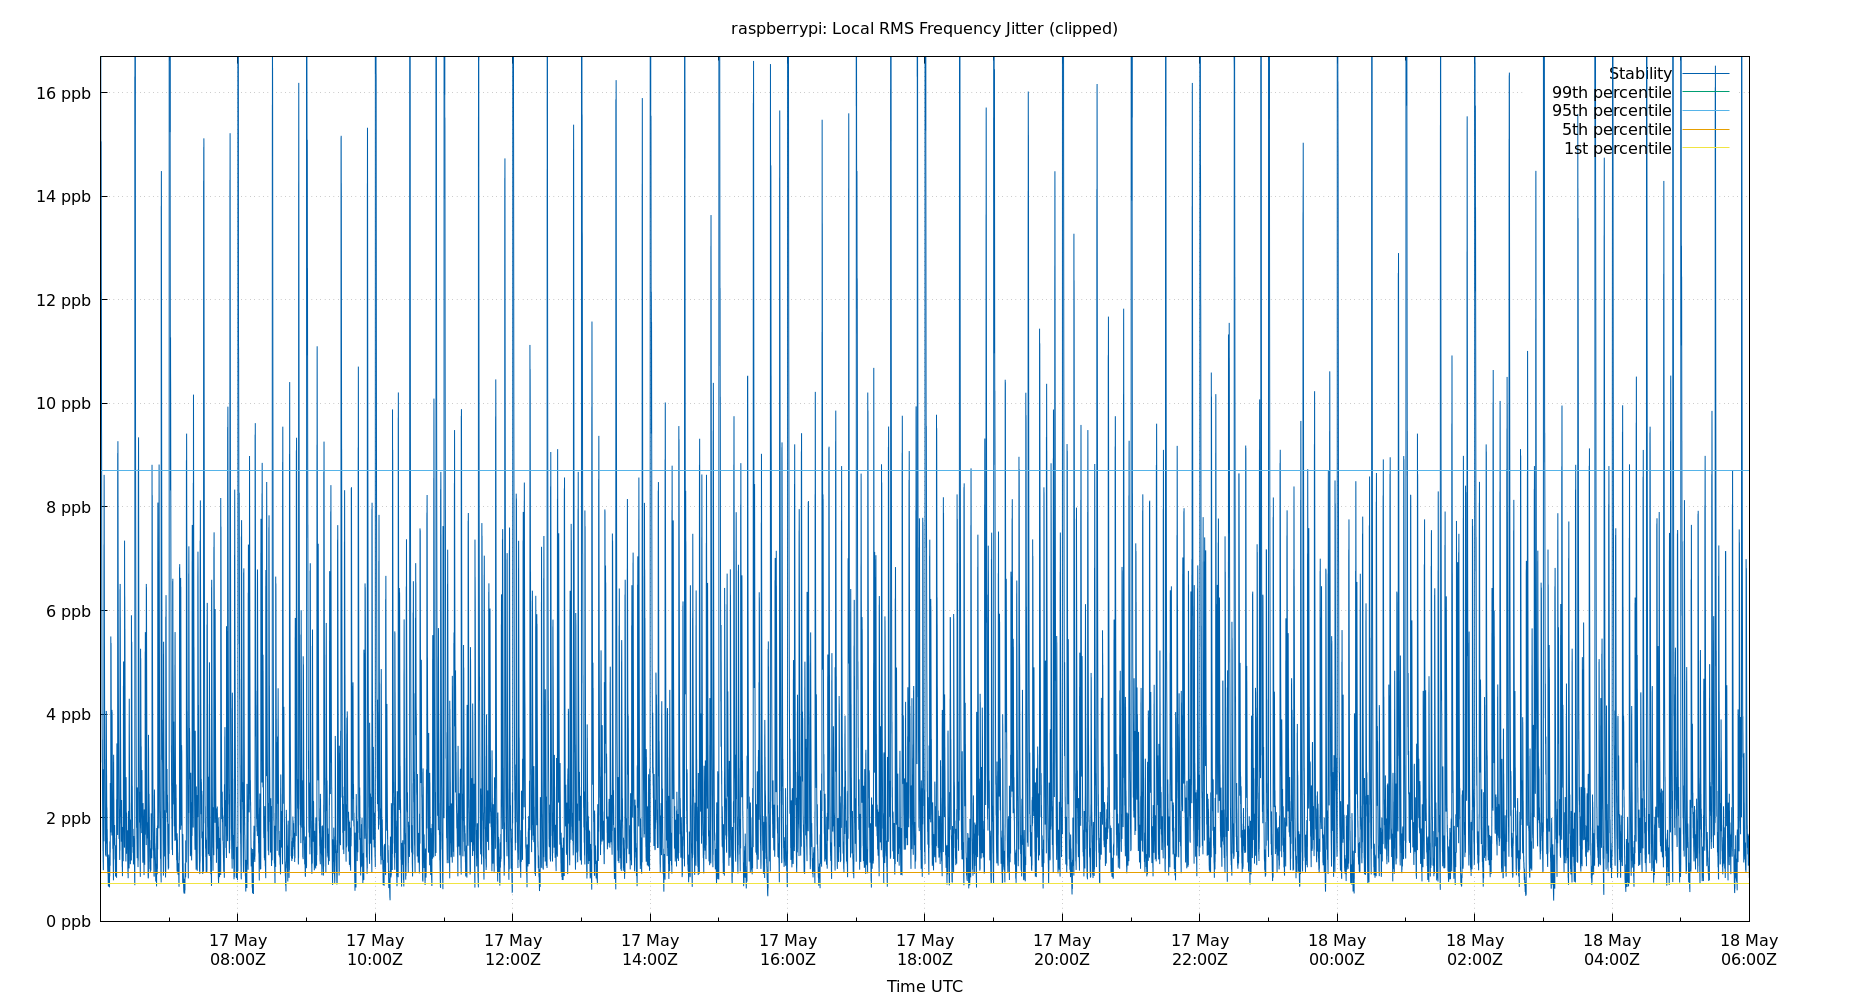 raspberrypi: Local RMS Frequency Jitter (clipped)
Stability
99th percentile
95th percentile
5th percentile
1st percentile
16 ppb
14 ppb
12 ppb
10 ppb
8 ppb
6 ppb
4 ppb
2 ppb
0 ppb
17 May 17 May 17 May 17 May 17 May 17 May 17 May 17 May 18 May 18 May 18 May 18 May
08:00Z 10:00Z 12:00Z 14:00Z 16:00Z 18:00Z 20:00Z 22:00Z 00:00Z 02:00Z 04:00Z 06:00Z
Time UTC